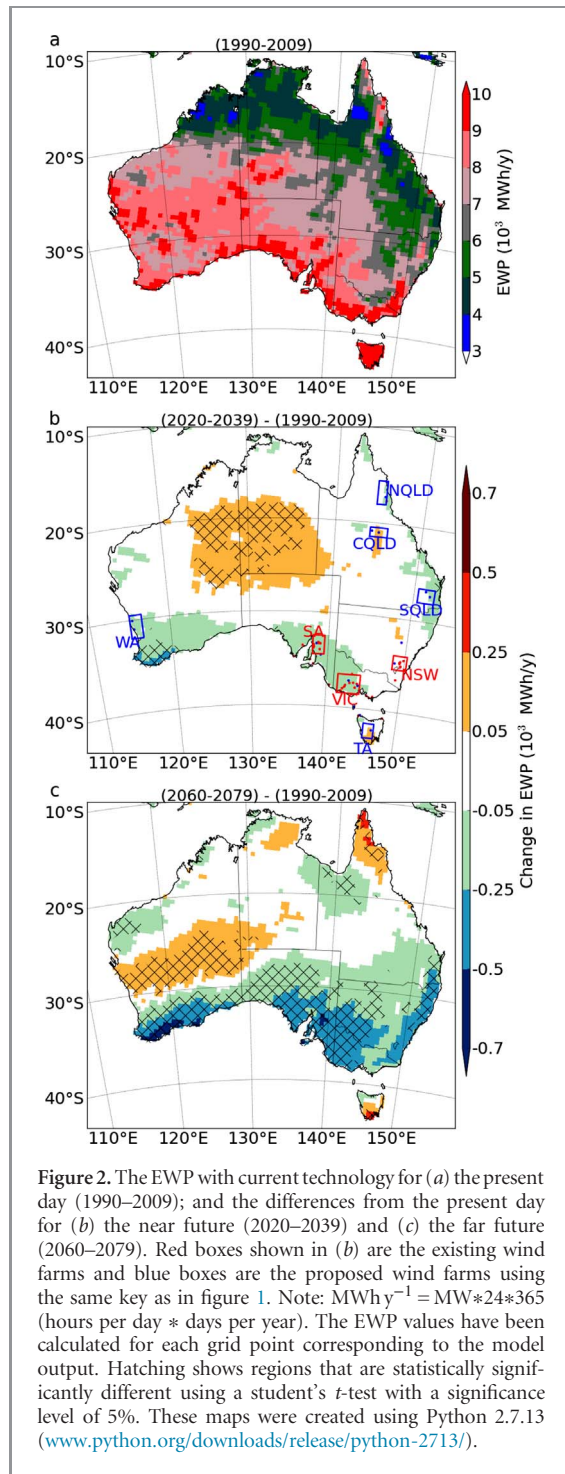 a
(1990-2009)
10°S
20°S
30°S
40°S
110°E 120°E 130°E 140°E 150°E
10
9
8
7
6
5
4
3
EWP (10³ MWh/y)
b
(2020-2039) - (1990-2009)
10°S
20°S
30°S
40°S
NQLD
CQLD
SQLD
WA
SA
NSW
VIC
TA
110°E 120°E 130°E 140°E 150°E
c
(2060-2079) - (1990-2009)
10°S
20°S
30°S
40°S
110°E 120°E 130°E 140°E 150°E
0.7
0.5
0.25
0.05
-0.05
-0.25
-0.5
-0.7
Change in EWP (10³ MWh/y)
Figure 2. The EWP with current technology for (a) the present
day (1990–2009); and the differences from the present day
for (b) the near future (2020–2039) and (c) the far future
(2060–2079). Red boxes shown in (b) are the existing wind
farms and blue boxes are the proposed wind farms using
the same key as in figure 1. Note: MWh y⁻¹ = MW*24*365
(hours per day * days per year). The EWP values have been
calculated for each grid point corresponding to the model
output. Hatching shows regions that are statistically signif-
icantly different using a student's t-test with a significance
level of 5%. These maps were created using Python 2.7.13
(www.python.org/downloads/release/python-2713/).